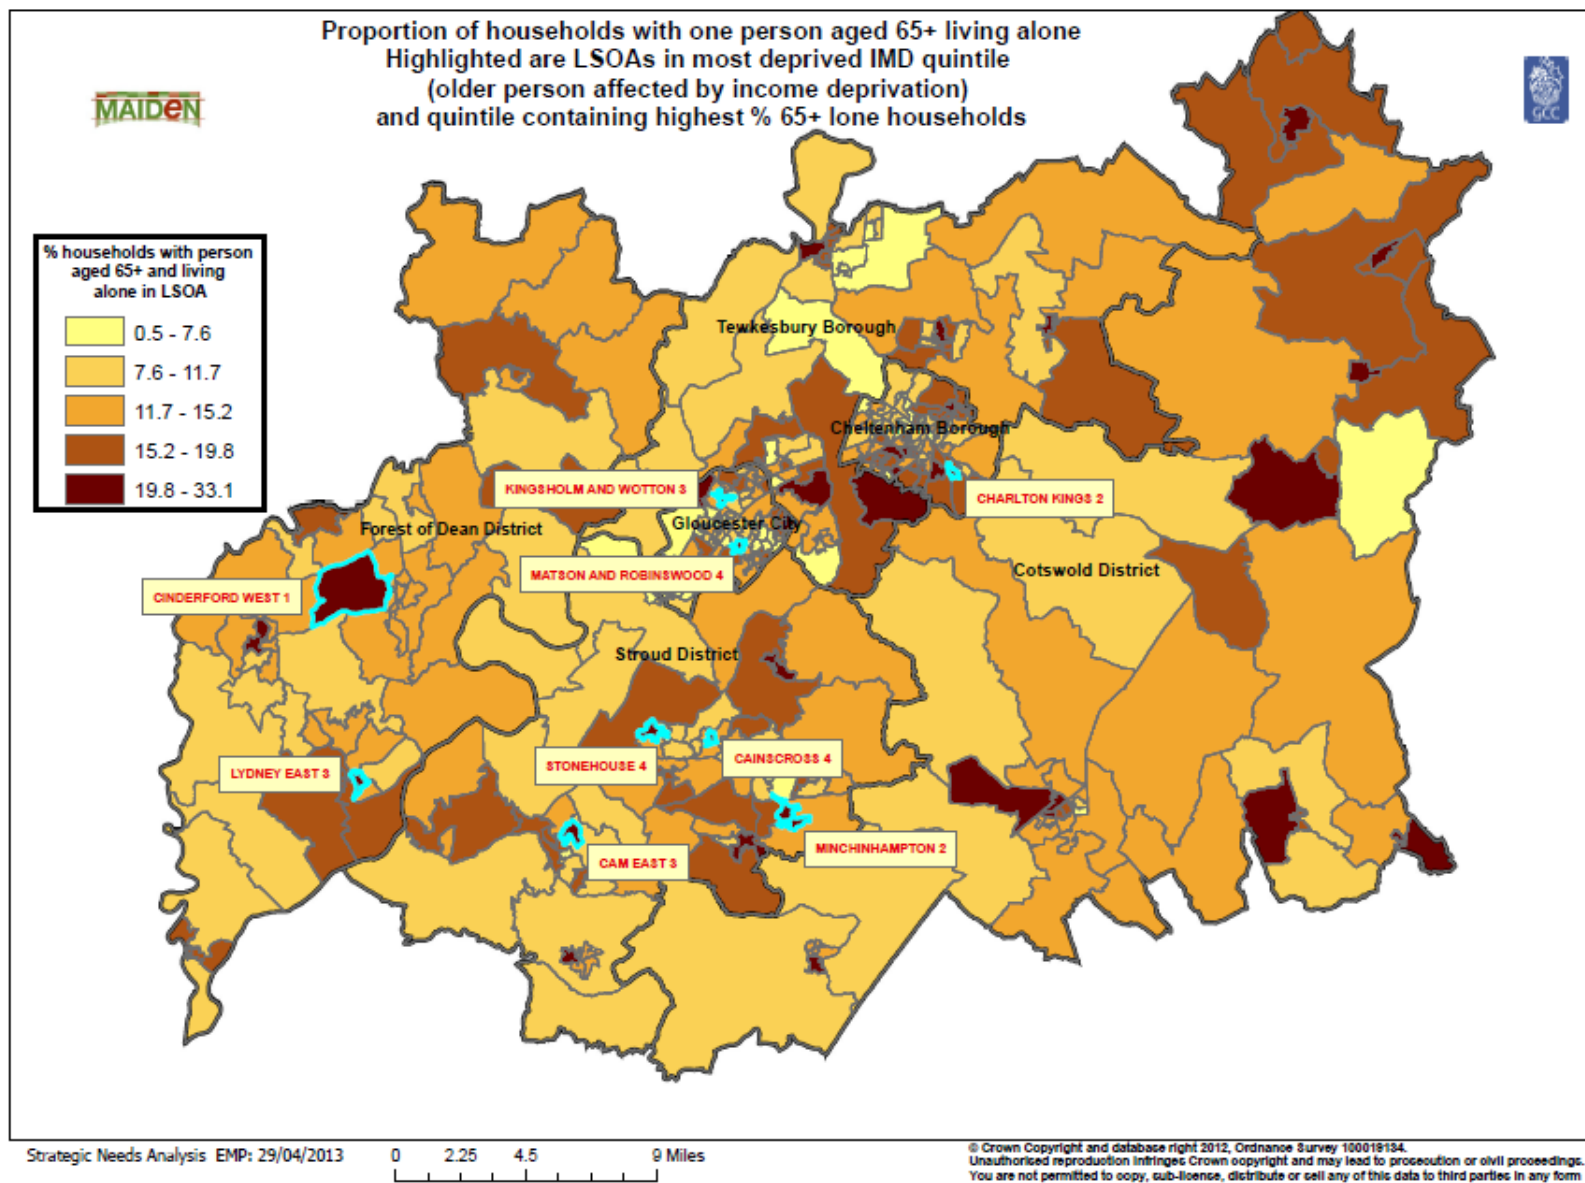 Proportion of households with one person aged 65+ living alone
Highlighted are LSOAs in most deprived IMD quintile
(older person affected by income deprivation)
and quintile containing highest % 65+ lone households
MAIDeN
GCC
% households with person
aged 65+ and living
alone in LSOA
0.5 - 7.6
7.6 - 11.7
11.7 - 15.2
15.2 - 19.8
19.8 - 33.1
Tewkesbury Borough
Cheltenham Borough
KINGSHOLM AND WOTTON 3
CHARLTON KINGS 2
Gloucester City
Forest of Dean District
MATSON AND ROBINSWOOD 4
Cotswold District
CINDERFORD WEST 1
Stroud District
STONEHOUSE 4
CAINSCROSS 4
LYDNEY EAST 3
MINCHINHAMPTON 2
CAM EAST 3
Strategic Needs Analysis EMP: 29/04/2013
0 2.25 4.5 9 Miles
© Crown Copyright and database right 2012, Ordnance Survey 100019134.
Unauthorised reproduction infringes Crown copyright and may lead to prosecution or civil proceedings.
You are not permitted to copy, sub-license, distribute or sell any of this data to third parties in any form